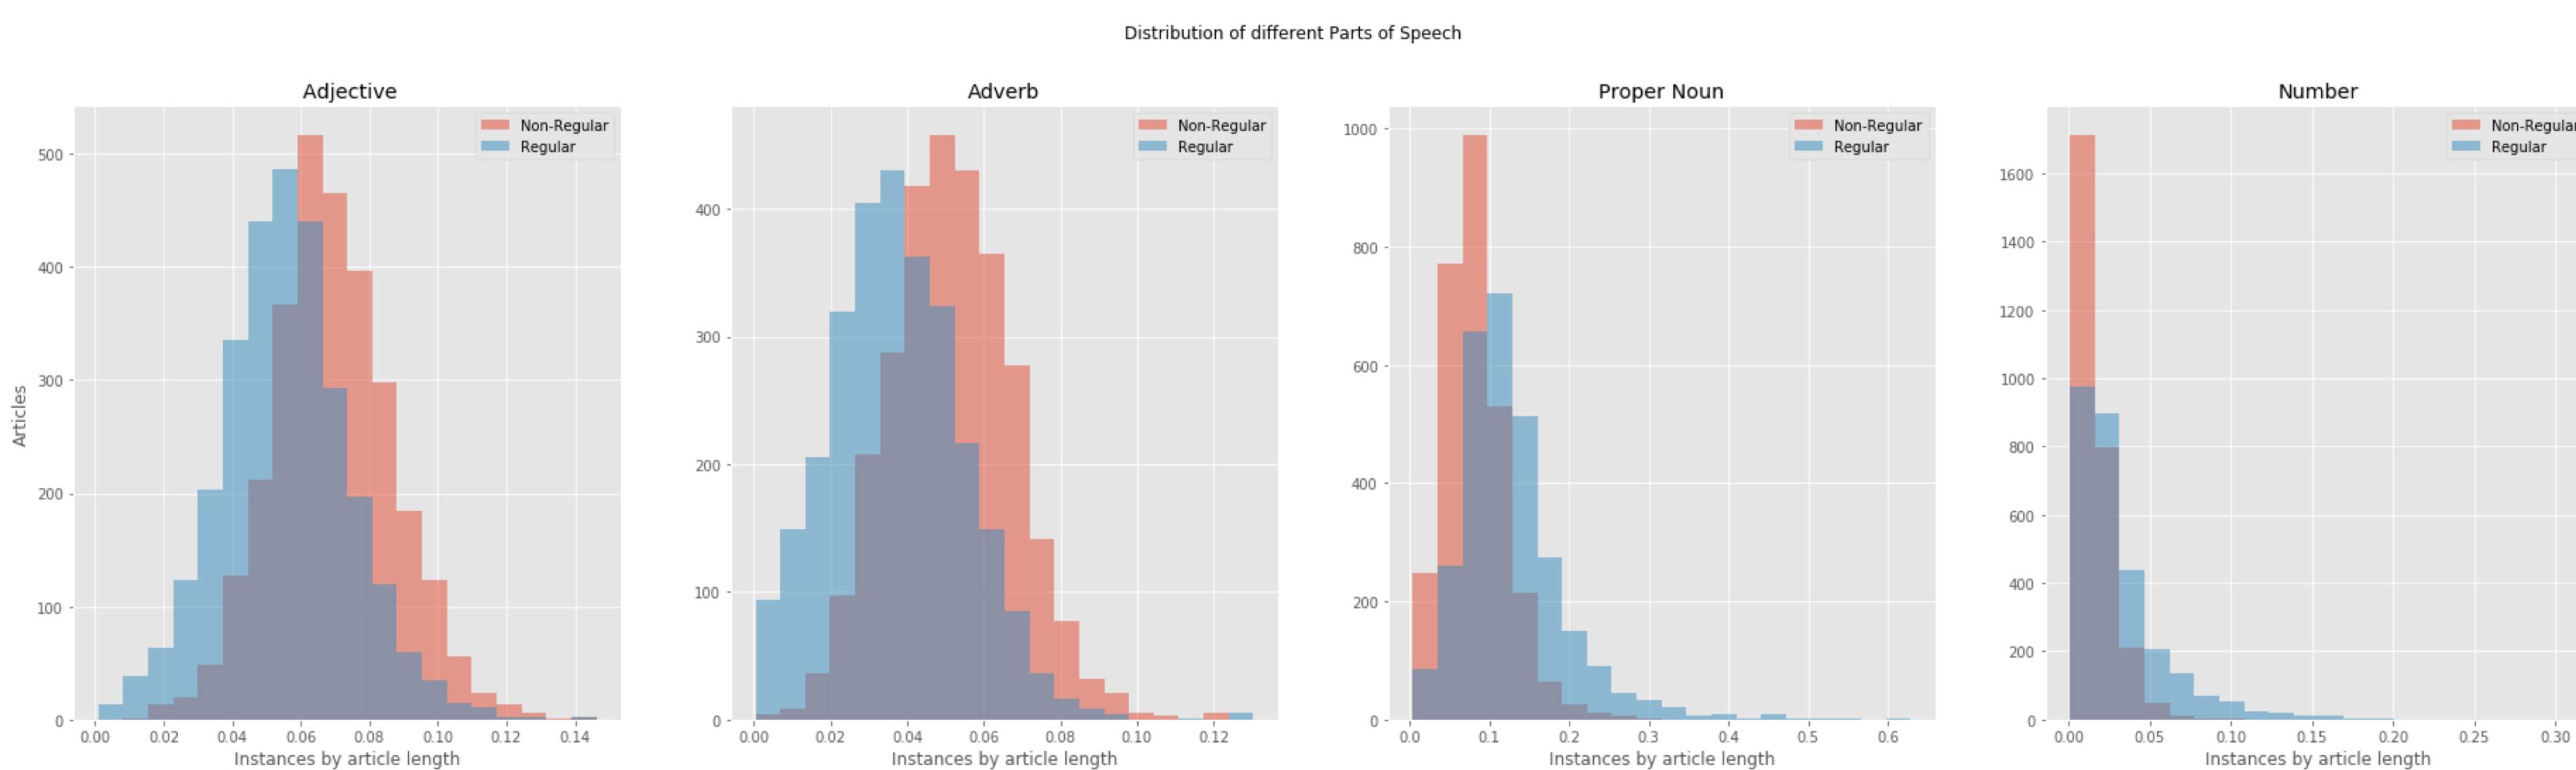 Distribution of different Parts of Speech
Adjective
Non-Regular
Regular
500
400
300
200
100
0
Articles
0.00 0.02 0.04 0.06 0.08 0.10 0.12 0.14
Instances by article length
Adverb
Non-Regular
Regular
400
300
200
100
0
0.00 0.02 0.04 0.06 0.08 0.10 0.12
Instances by article length
Proper Noun
Non-Regular
Regular
1000
800
600
400
200
0
0.0 0.1 0.2 0.3 0.4 0.5 0.6
Instances by article length
Number
Non-Regular
Regular
1600
1400
1200
1000
800
600
400
200
0
0.00 0.05 0.10 0.15 0.20 0.25 0.30
Instances by article length